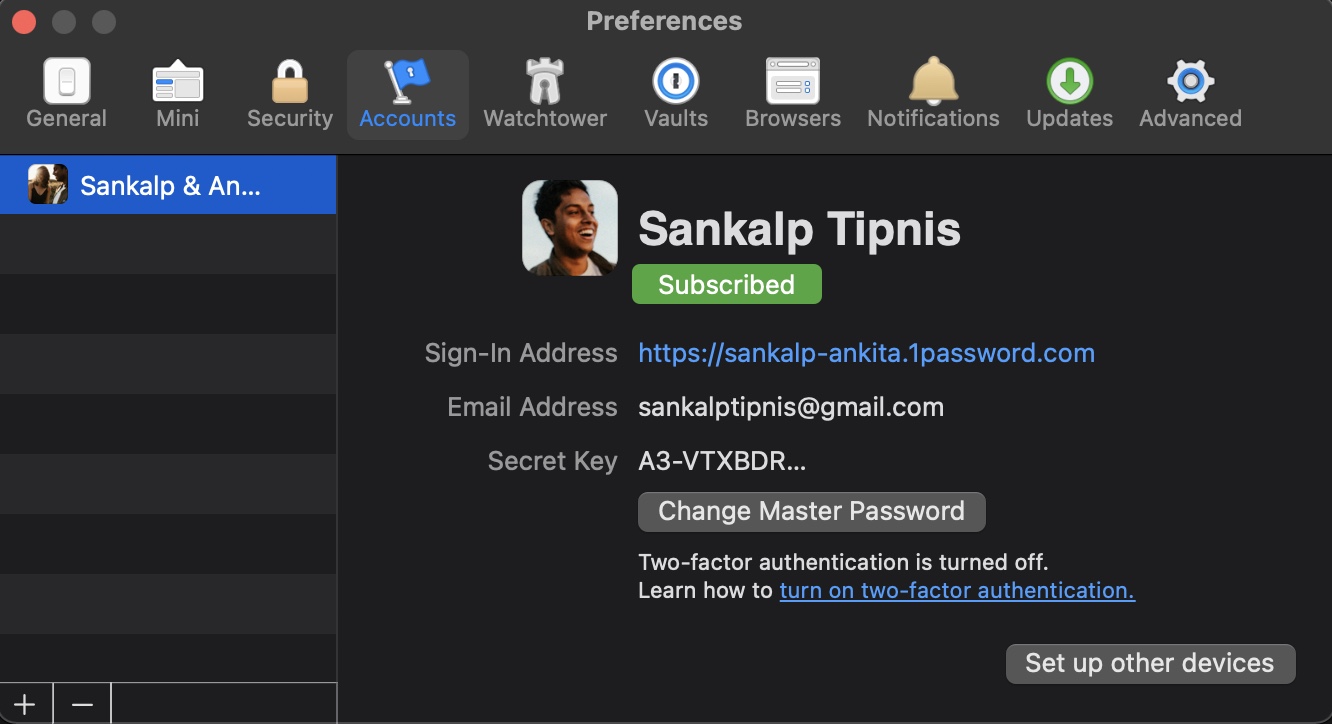 Preferences
General Mini Security Accounts Watchtower Vaults Browsers Notifications Updates Advanced
Sankalp & An...
Sankalp Tipnis
Subscribed
Sign-In Address https://sankalp-ankita.1password.com
Email Address sankalptipnis@gmail.com
Secret Key A3-VTXBDR...
Change Master Password
Two-factor authentication is turned off.
Learn how to turn on two-factor authentication.
Set up other devices